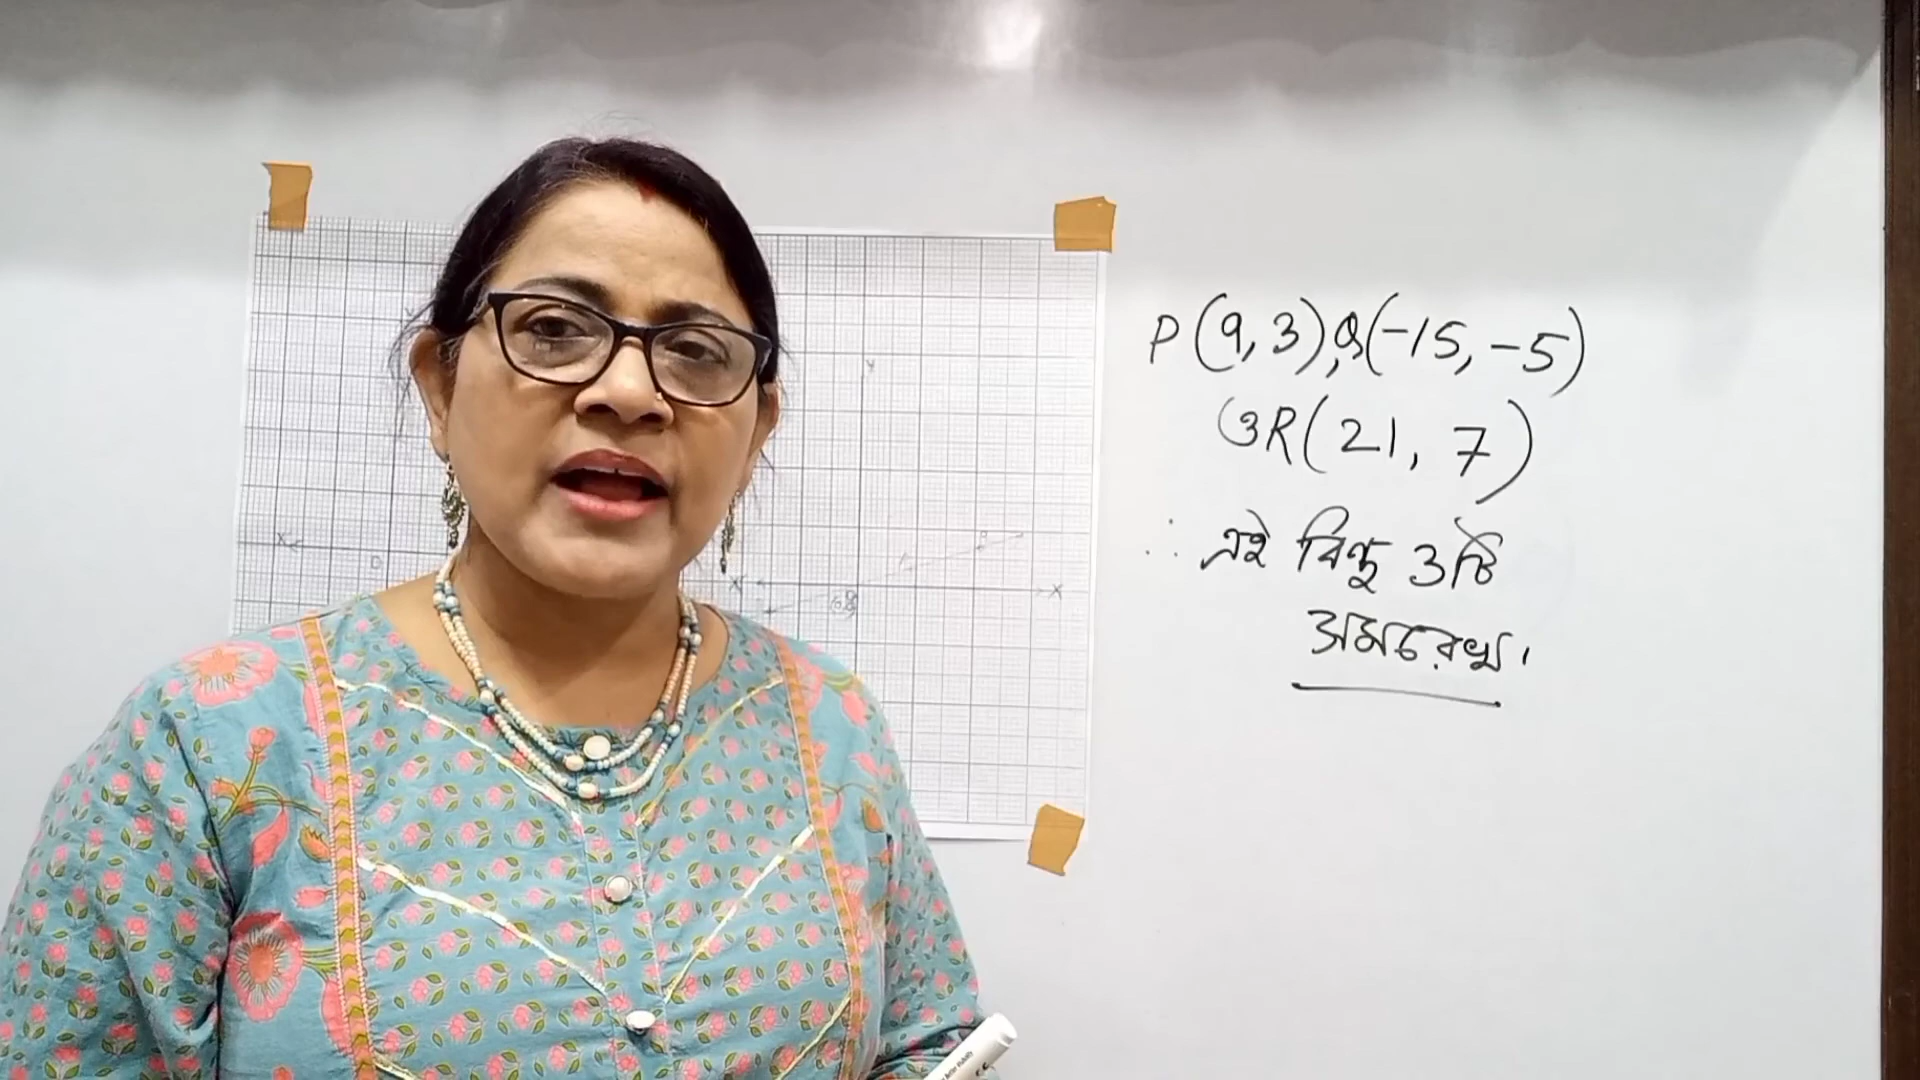 P(9, 3), Q(-15, -5)
ও R(21, 7)
∴ এই বিন্দু 3টি
সমরেখ।
Y
X
O
X
X